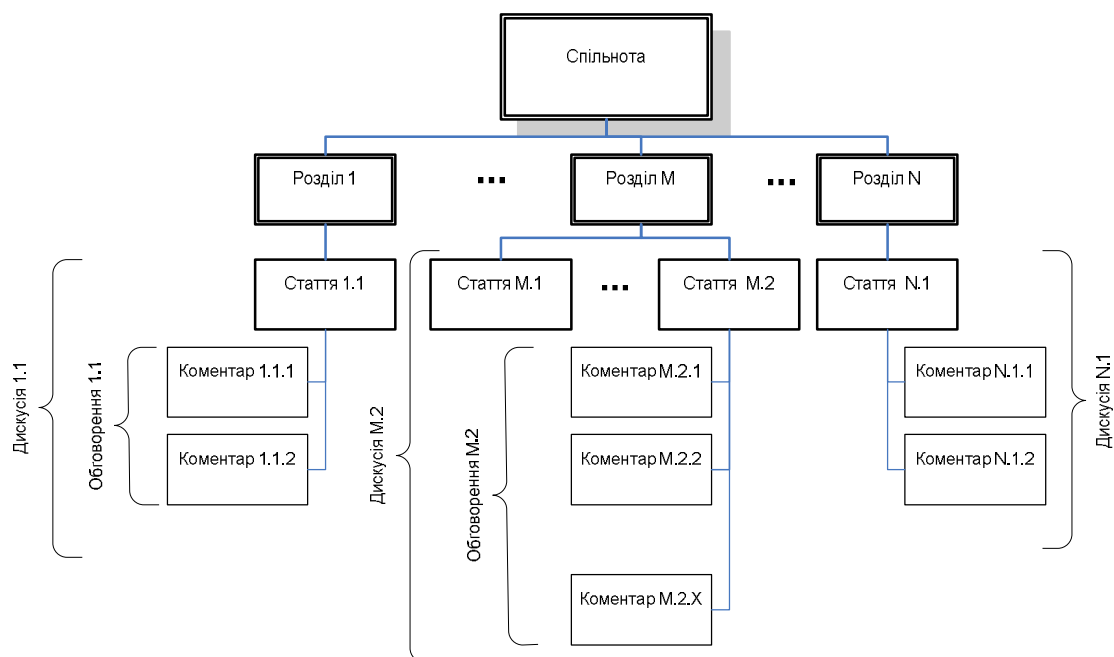 Спільнота
Розділ 1
...
Розділ М
...
Розділ N
Стаття 1.1
Стаття М.1
...
Стаття М.2
Стаття N.1
Коментар 1.1.1
Коментар М.2.1
Коментар N.1.1
Коментар 1.1.2
Коментар М.2.2
Коментар N.1.2
Коментар М.2.Х
Дискусія 1.1
Обговорення 1.1
Дискусія М.2
Обговорення М.2
Дискусія N.1